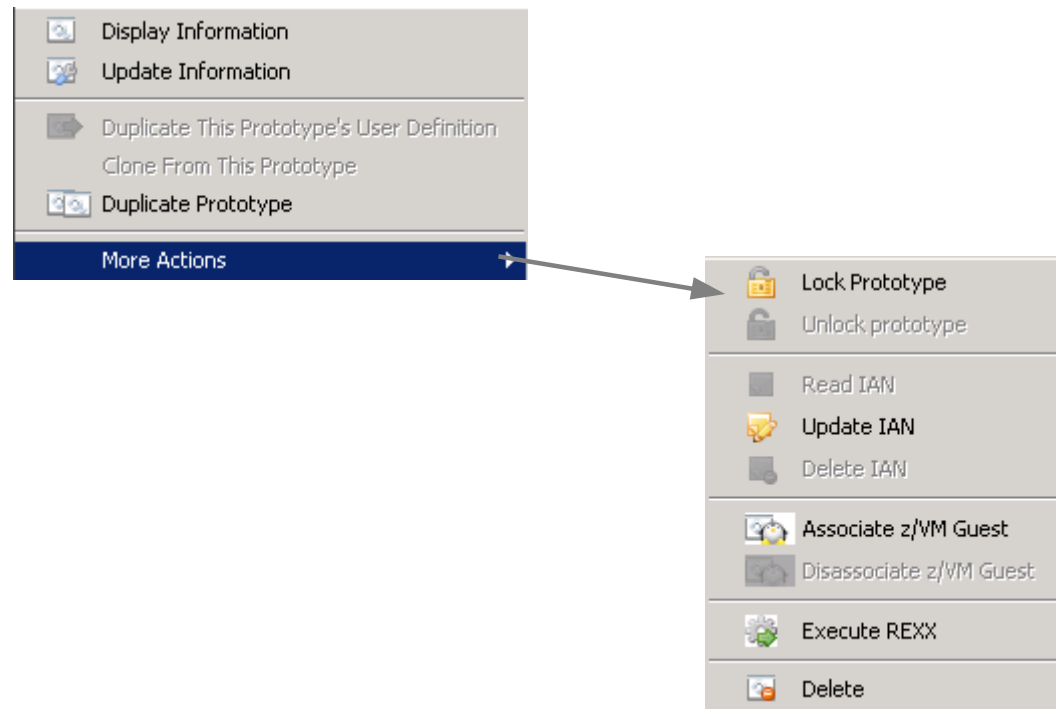 Display Information
Update Information
Duplicate This Prototype's User Definition
Clone From This Prototype
Duplicate Prototype
More Actions
Lock Prototype
Unlock prototype
Read IAN
Update IAN
Delete IAN
Associate z/VM Guest
Disassociate z/VM Guest
Execute REXX
Delete